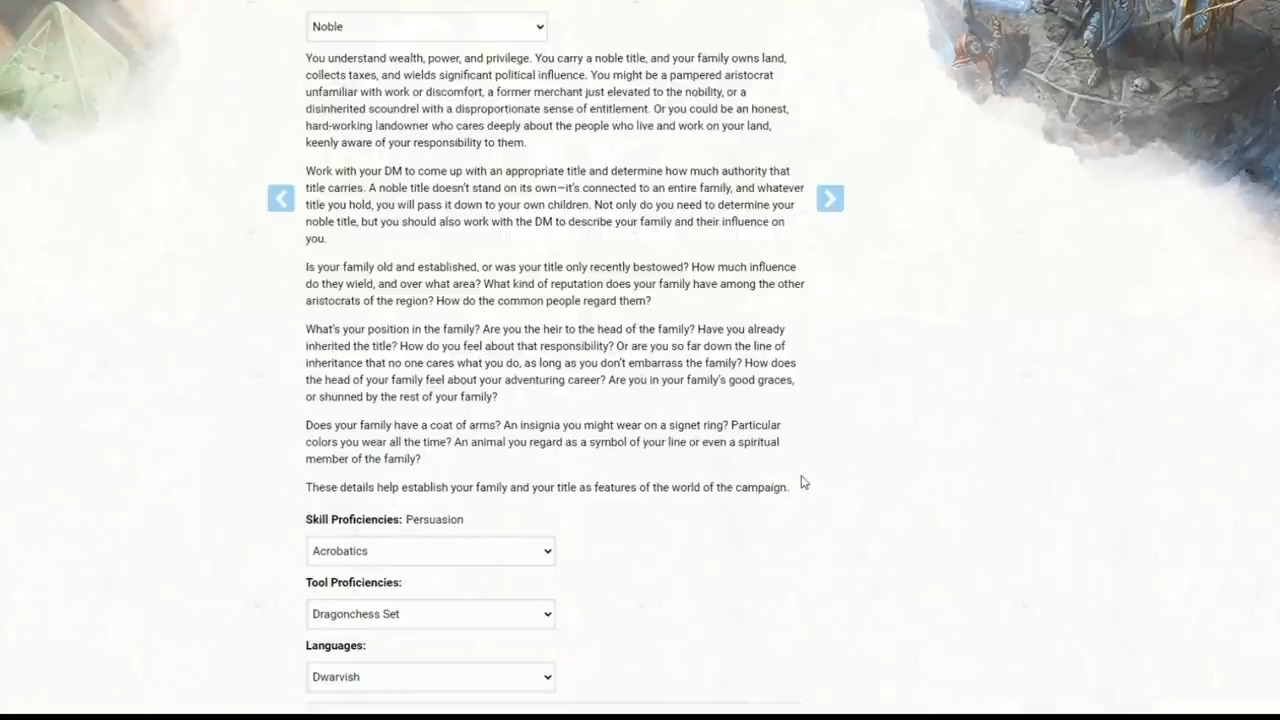 Noble
You understand wealth, power, and privilege. You carry a noble title, and your family owns land,
collects taxes, and wields significant political influence. You might be a pampered aristocrat
unfamiliar with work or discomfort, a former merchant just elevated to the nobility, or a
disinherited scoundrel with a disproportionate sense of entitlement. Or you could be an honest,
hard-working landowner who cares deeply about the people who live and work on your land,
keenly aware of your responsibility to them.
Work with your DM to come up with an appropriate title and determine how much authority that
title carries. A noble title doesn't stand on its own—it's connected to an entire family, and whatever
title you hold, you will pass it down to your own children. Not only do you need to determine your
noble title, but you should also work with the DM to describe your family and their influence on
you.
Is your family old and established, or was your title only recently bestowed? How much influence
do they wield, and over what area? What kind of reputation does your family have among the other
aristocrats of the region? How do the common people regard them?
What's your position in the family? Are you the heir to the head of the family? Have you already
inherited the title? How do you feel about that responsibility? Or are you so far down the line of
inheritance that no one cares what you do, as long as you don't embarrass the family? How does
the head of your family feel about your adventuring career? Are you in your family's good graces,
or shunned by the rest of your family?
Does your family have a coat of arms? An insignia you might wear on a signet ring? Particular
colors you wear all the time? An animal you regard as a symbol of your line or even a spiritual
member of the family?
These details help establish your family and your title as features of the world of the campaign.
Skill Proficiencies: Persuasion
Acrobatics
Tool Proficiencies:
Dragonchess Set
Languages:
Dwarvish